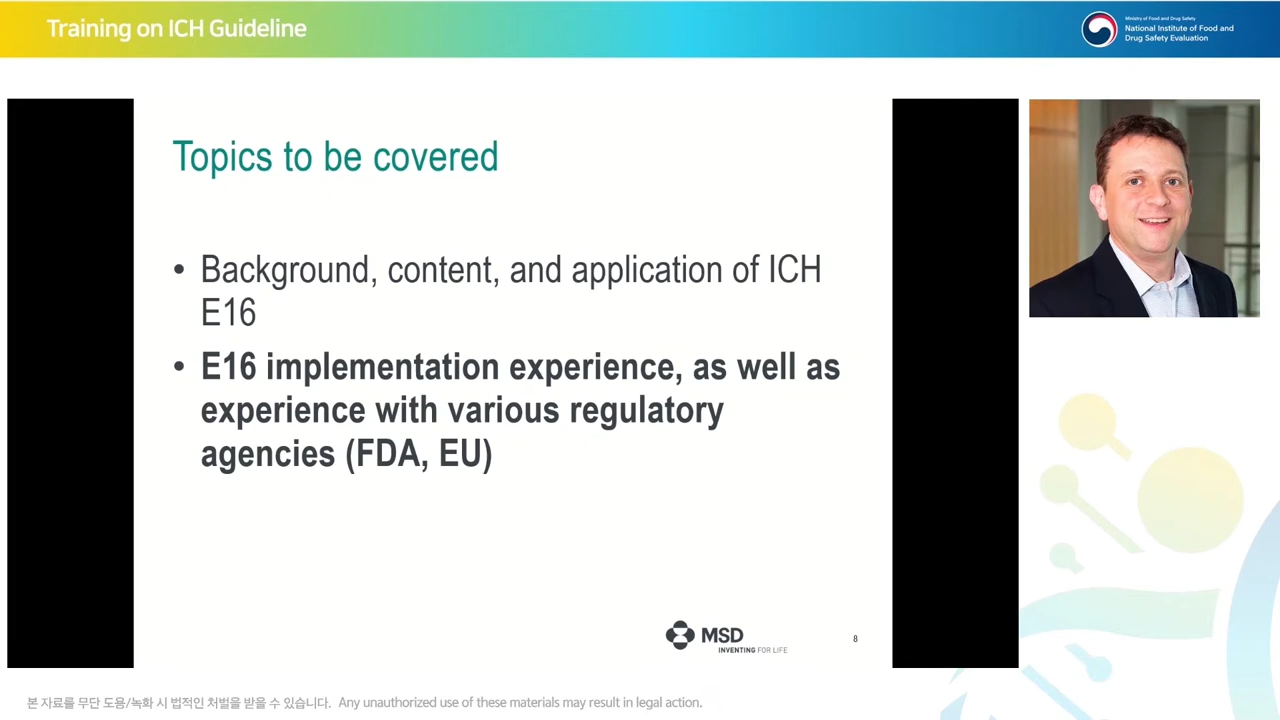 Training on ICH Guideline
Ministry of Food and Drug Safety
National Institute of Food and
Drug Safety Evaluation
Topics to be covered
• Background, content, and application of ICH
E16
• E16 implementation experience, as well as
experience with various regulatory
agencies (FDA, EU)
MSD
INVENTING FOR LIFE
8
본 자료를 무단 도용/녹화 시 법적인 처벌을 받을 수 있습니다. Any unauthorized use of these materials may result in legal action.